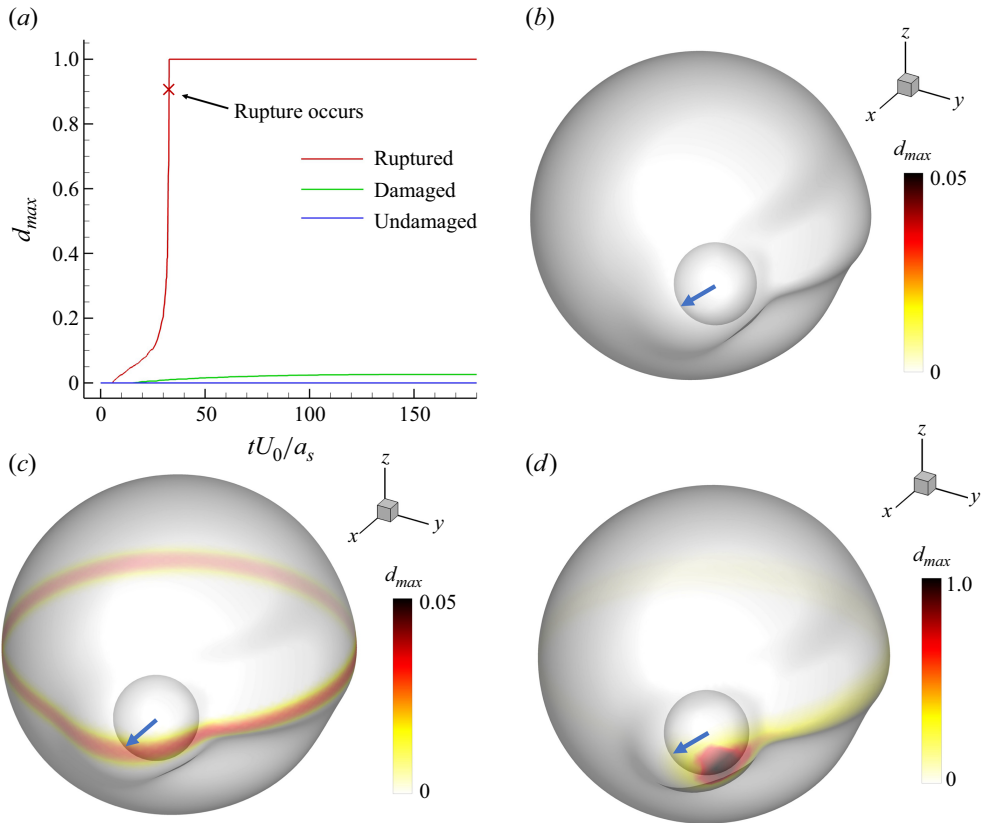 (a)
1.0
0.8
0.6
0.4
0.2
0
d_max
Rupture occurs
Ruptured
Damaged
Undamaged
0 50 100 150
tU_0/a_s
(b)
z
x
y
d_max
0.05
0
(c)
z
x
y
d_max
0.05
0
(d)
z
x
y
d_max
1.0
0